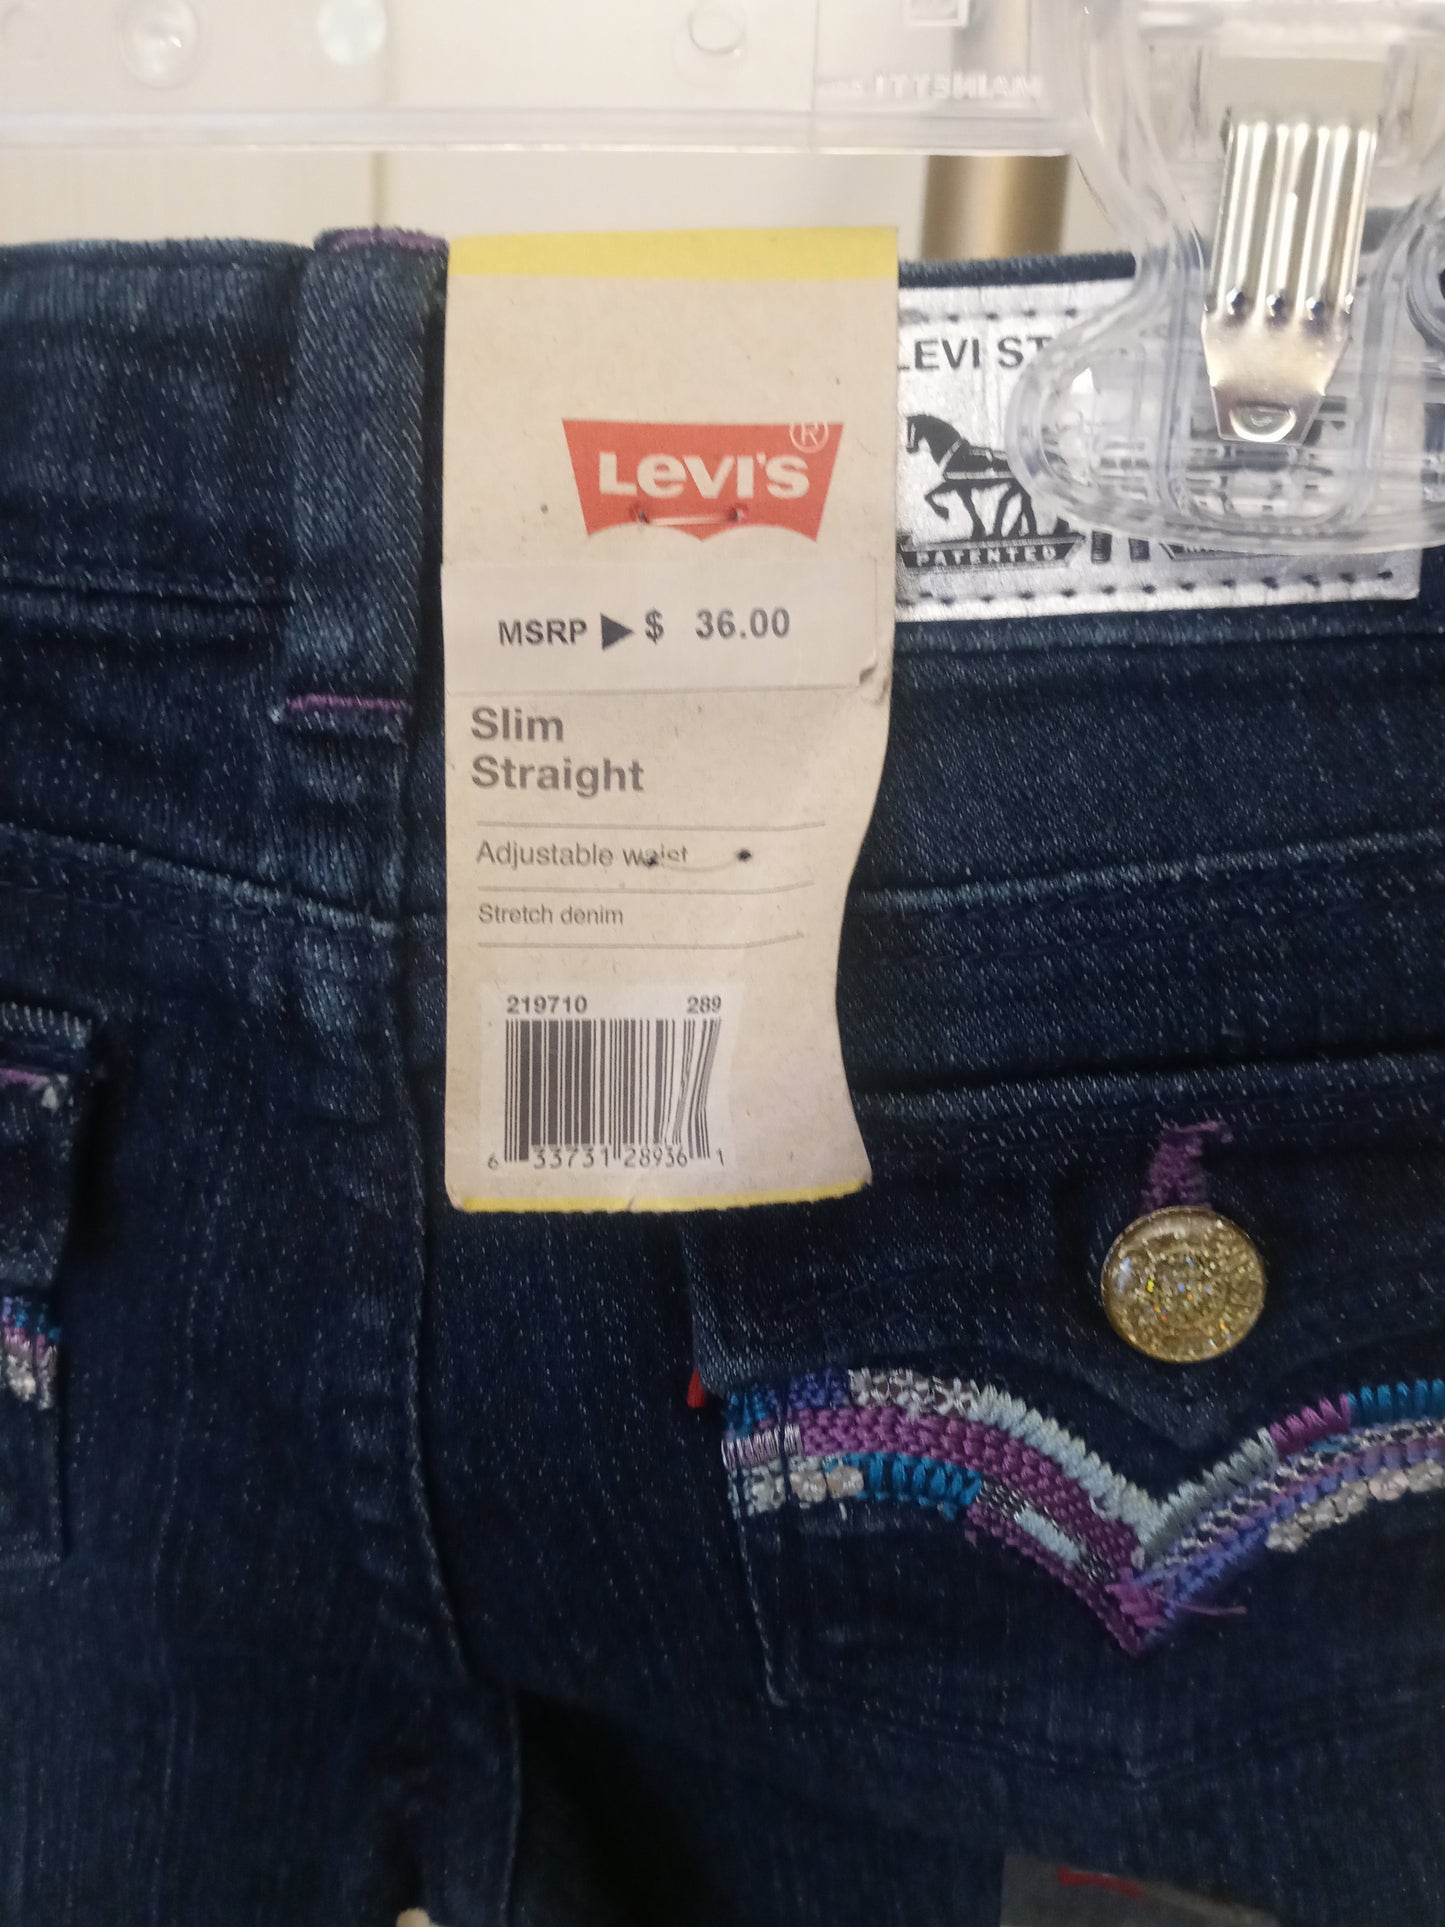 LEVI'S ®
MSRP ▶ $ 36.00
Slim
Straight
Adjustable waist
Stretch denim
219710 289
6 33731 28936 1
LEVI ST
PATENTED